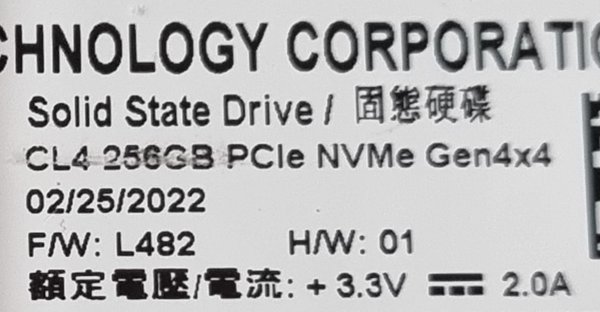 CHNOLOGY CORPORATIO
Solid State Drive / 固態硬碟
CL4 256GB PCIe NVMe Gen4x4
02/25/2022
F/W: L482 H/W: 01
額定電壓/電流: + 3.3V ⎓ 2.0A